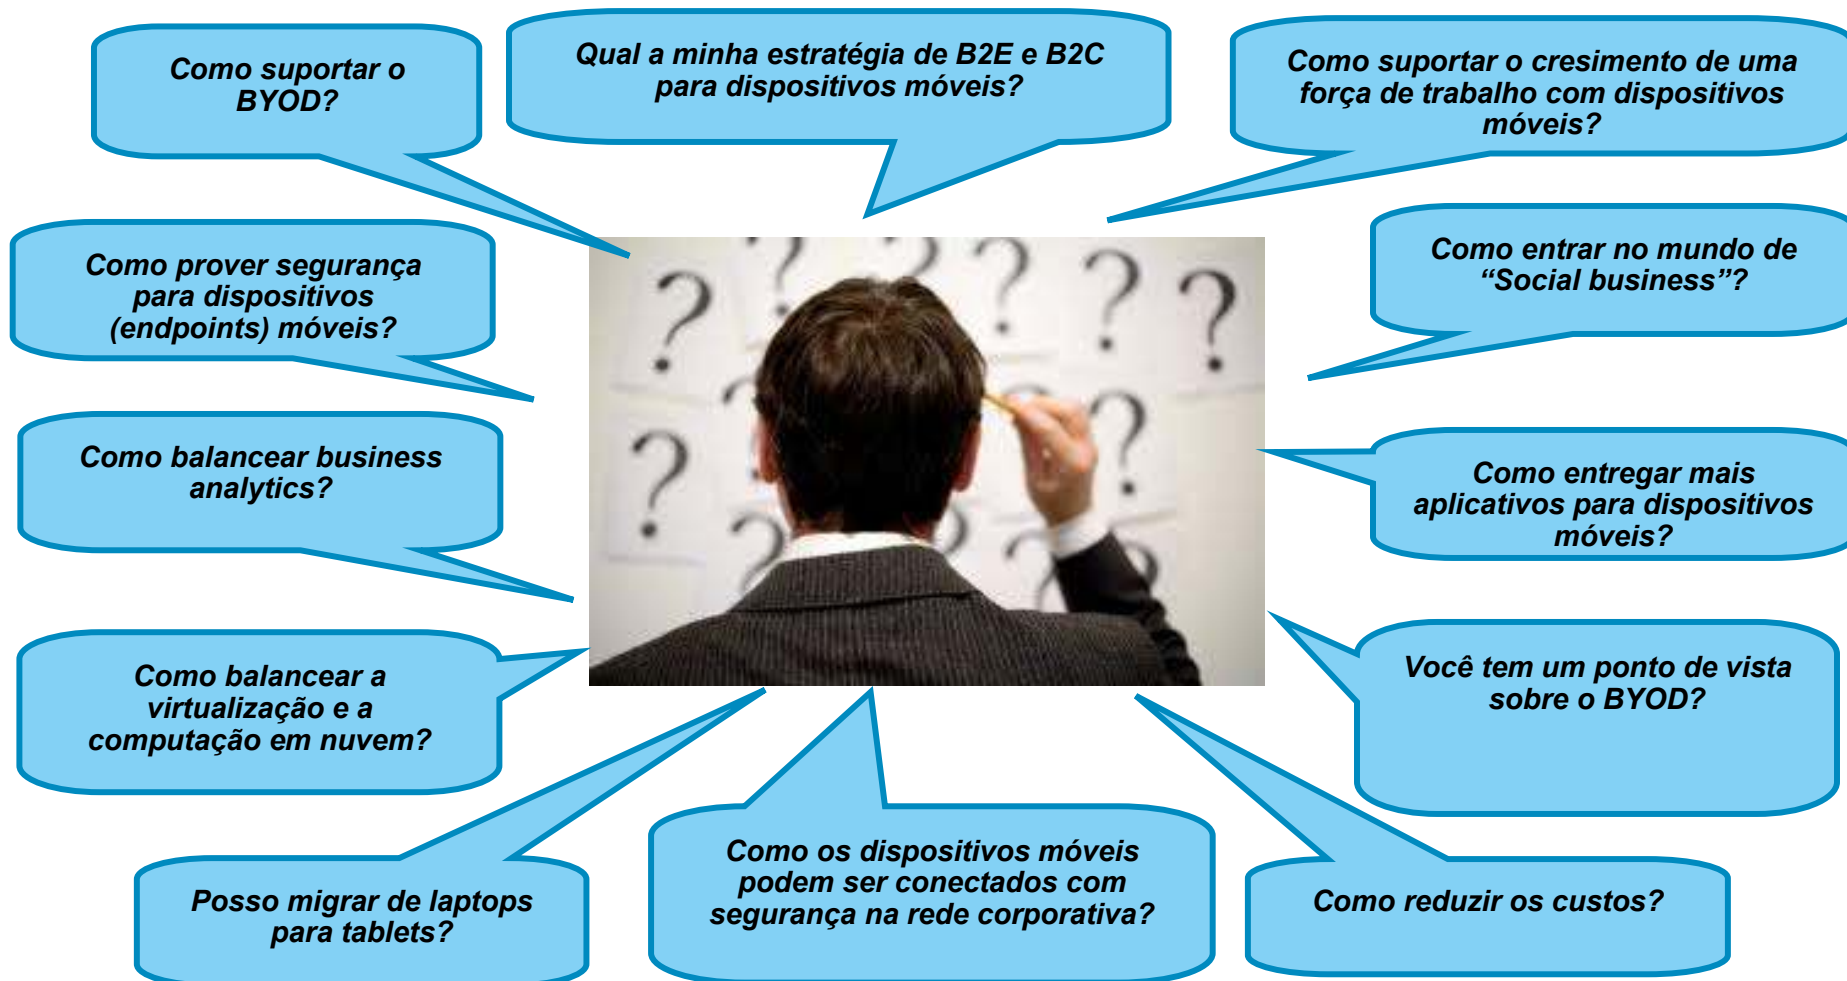 Como suportar o
BYOD?
Qual a minha estratégia de B2E e B2C
para dispositivos móveis?
Como suportar o cresimento de uma
força de trabalho com dispositivos
móveis?
Como prover segurança
para dispositivos
(endpoints) móveis?
Como entrar no mundo de
“Social business”?
Como balancear business
analytics?
Como entregar mais
aplicativos para dispositivos
móveis?
Como balancear a
virtualização e a
computação em nuvem?
Você tem um ponto de vista
sobre o BYOD?
Posso migrar de laptops
para tablets?
Como os dispositivos móveis
podem ser conectados com
segurança na rede corporativa?
Como reduzir os custos?